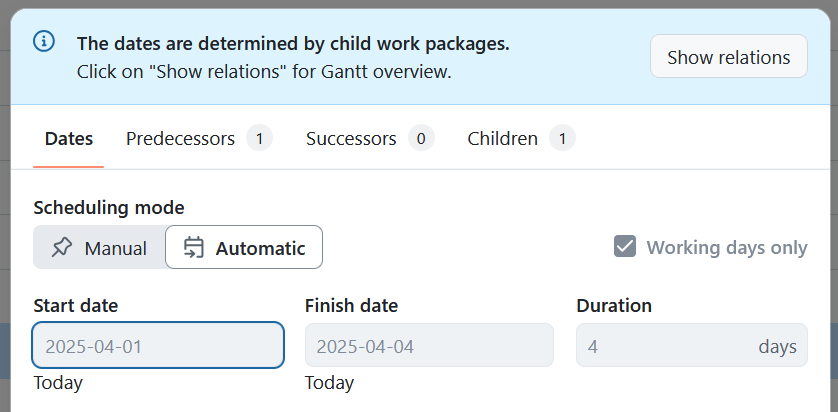 The dates are determined by child work packages.
Click on "Show relations" for Gantt overview.
Show relations
Dates
Predecessors 1
Successors 0
Children 1
Scheduling mode
Manual
Automatic
Working days only
Start date
Finish date
Duration
2025-04-01
2025-04-04
4 days
Today
Today